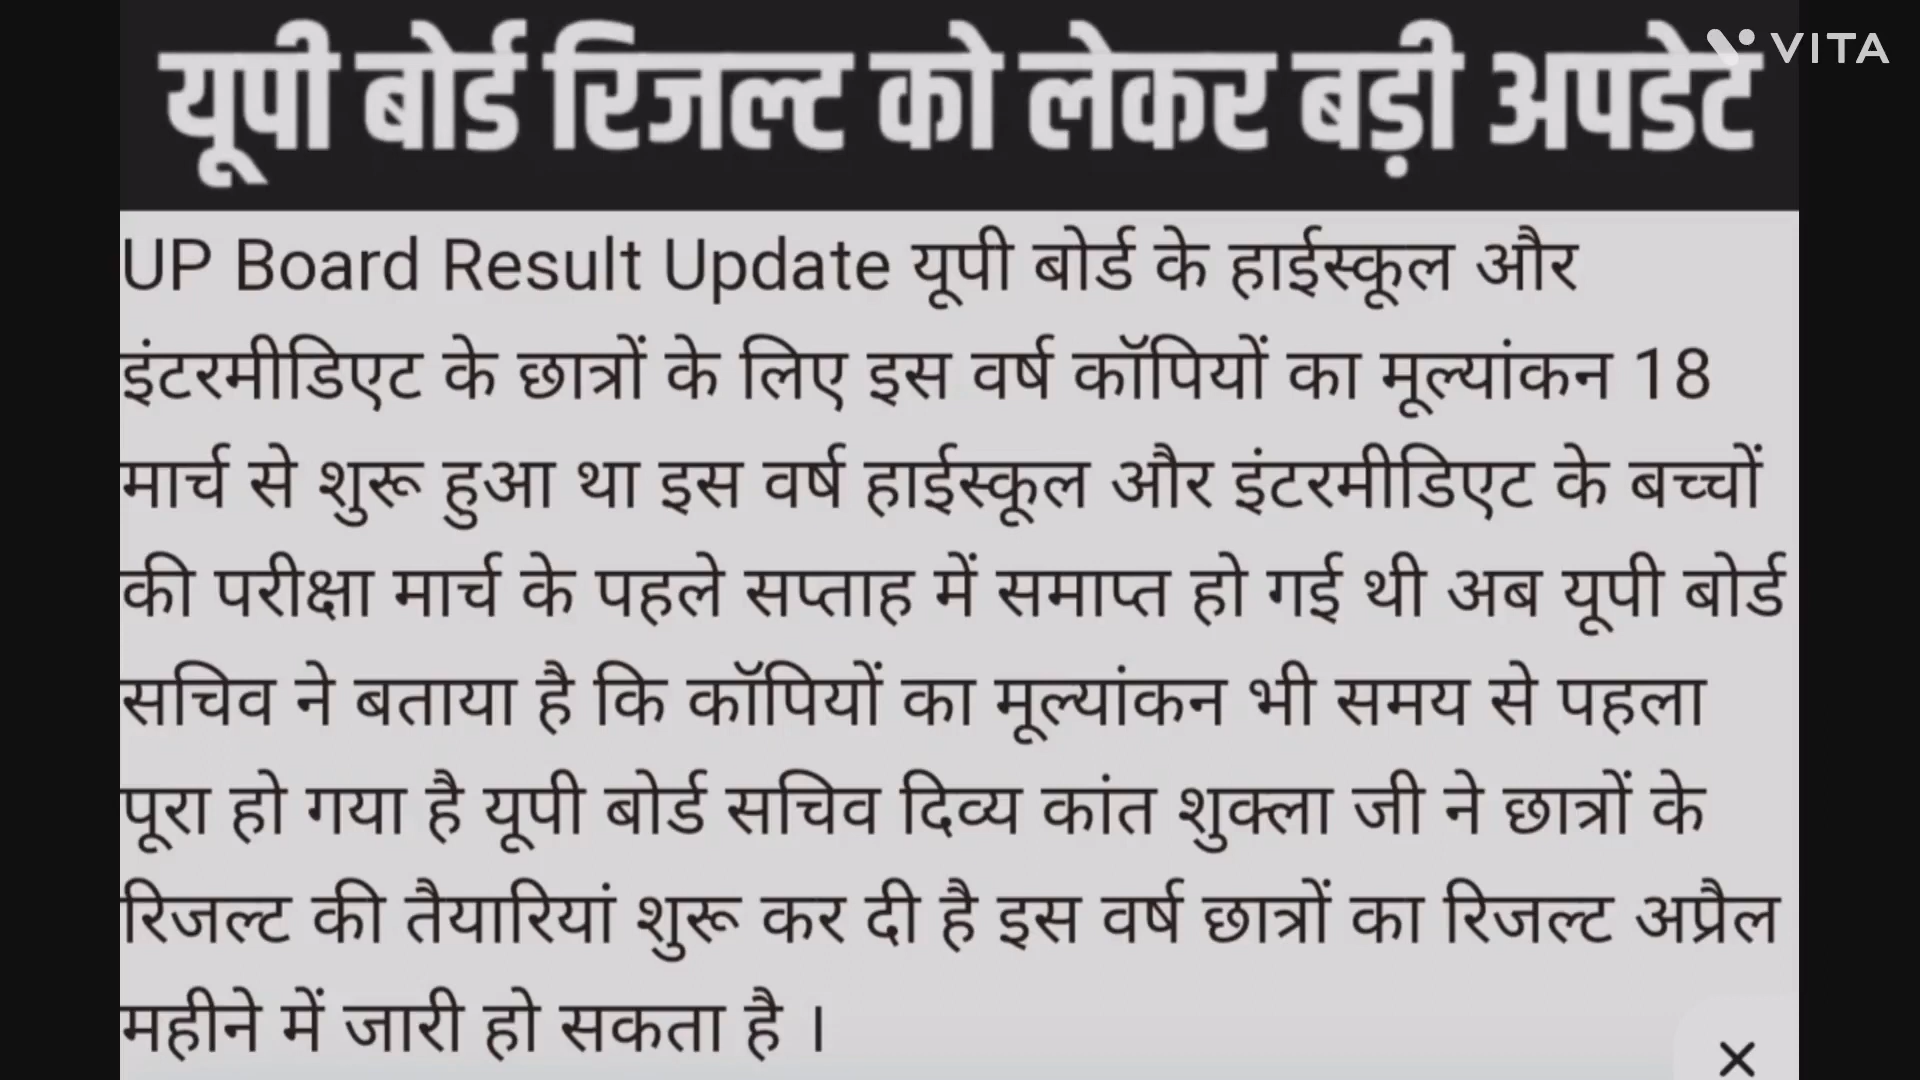 यूपी बोर्ड रिजल्ट को लेकर बड़ी अपडेट
VITA
UP Board Result Update यूपी बोर्ड के हाईस्कूल और
इंटरमीडिएट के छात्रों के लिए इस वर्ष कॉपियों का मूल्यांकन 18
मार्च से शुरू हुआ था इस वर्ष हाईस्कूल और इंटरमीडिएट के बच्चों
की परीक्षा मार्च के पहले सप्ताह में समाप्त हो गई थी अब यूपी बोर्ड
सचिव ने बताया है कि कॉपियों का मूल्यांकन भी समय से पहला
पूरा हो गया है यूपी बोर्ड सचिव दिव्य कांत शुक्ला जी ने छात्रों के
रिजल्ट की तैयारियां शुरू कर दी है इस वर्ष छात्रों का रिजल्ट अप्रैल
महीने में जारी हो सकता है ।